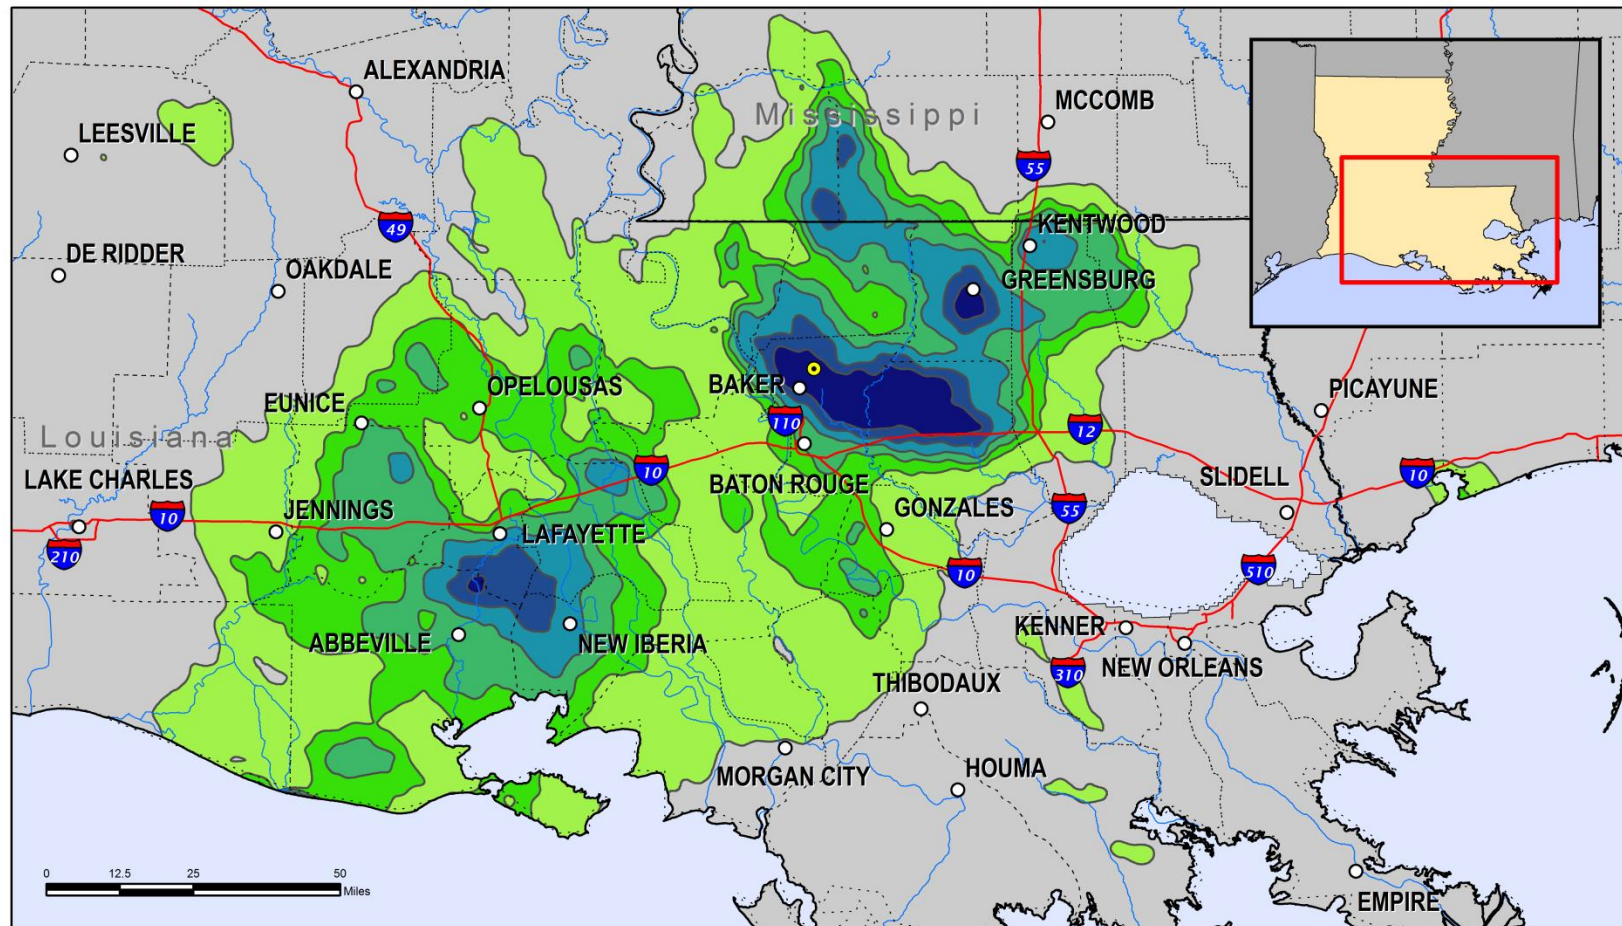 ALEXANDRIA
Mississippi
MCCOMB
LEESVILLE
55
49
KENTWOOD
DE RIDDER
OAKDALE
GREENSBURG
BAKER
OPELOUSAS
EUNICE
PICAYUNE
110
12
Louisiana
LAKE CHARLES
10
BATON ROUGE
SLIDELL
10
JENNINGS
10
GONZALES
55
LAFAYETTE
210
10
510
ABBEVILLE
NEW IBERIA
KENNER
NEW ORLEANS
310
THIBODAUX
MORGAN CITY
HOUMA
0 12.5 25 50
Miles
EMPIRE